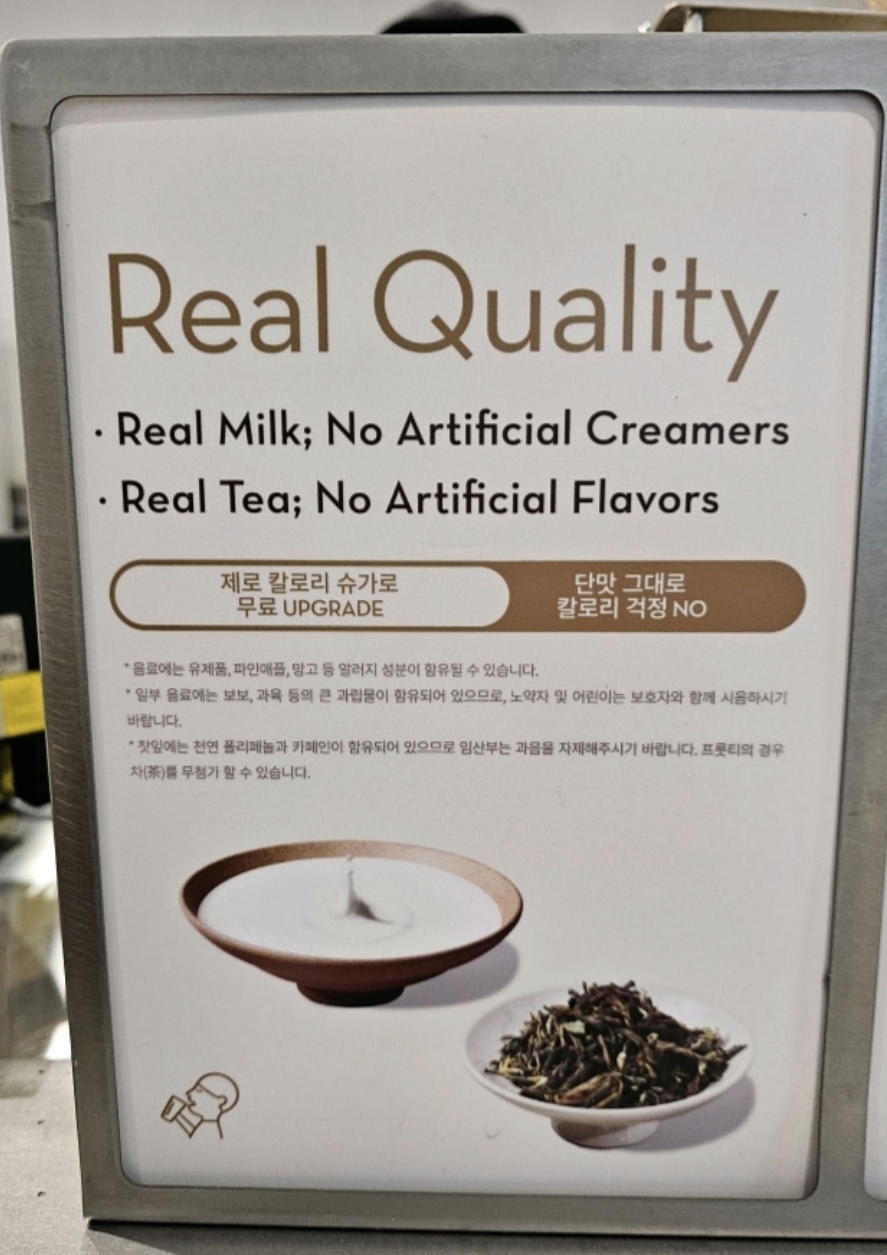 Real Quality
· Real Milk; No Artificial Creamers
· Real Tea; No Artificial Flavors
제로 칼로리 슈가로
무료 UPGRADE
단맛 그대로
칼로리 걱정 NO
* 음료에는 유제품, 파인애플, 망고 등 알러지 성분이 함유될 수 있습니다.
* 일부 음료에는 보보, 과육 등의 큰 과립물이 함유되어 있으므로, 노약자 및 어린이는 보호자와 함께 시음하시기
바랍니다.
* 찻잎에는 천연 폴리페놀과 카페인이 함유되어 있으므로 임산부는 과음을 자제해주시기 바랍니다. 프룻티의 경우
차(茶)를 무첨가 할 수 있습니다.